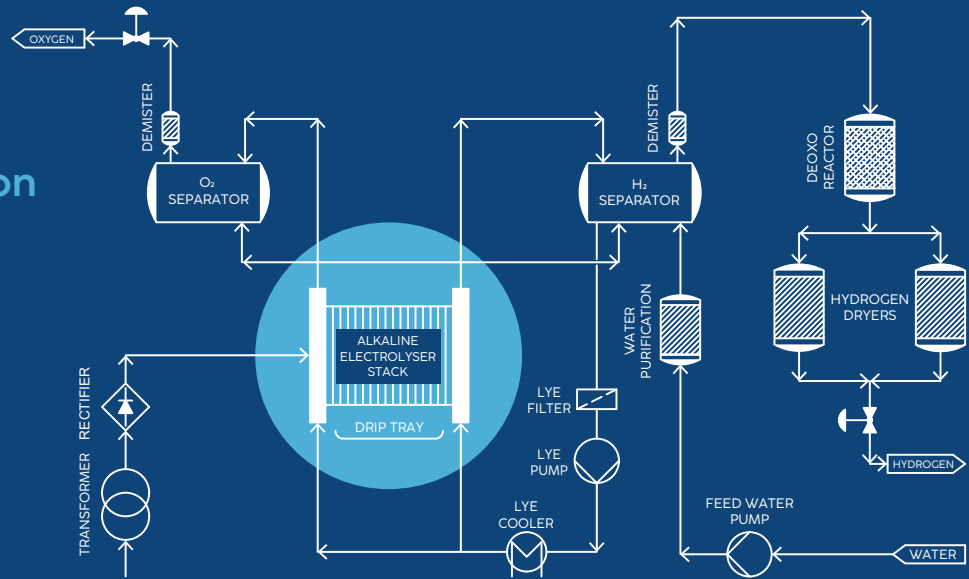 OXYGEN
DEMISTER
O₂
SEPARATOR
on
DEMISTER
H₂
SEPARATOR
DEOXO
REACTOR
HYDROGEN
DRYERS
WATER
PURIFICATION
ALKALINE
ELECTROLYSER
STACK
DRIP TRAY
LYE
FILTER
LYE
PUMP
LYE
COOLER
RECTIFIER
TRANSFORMER
HYDROGEN
FEED WATER
PUMP
WATER